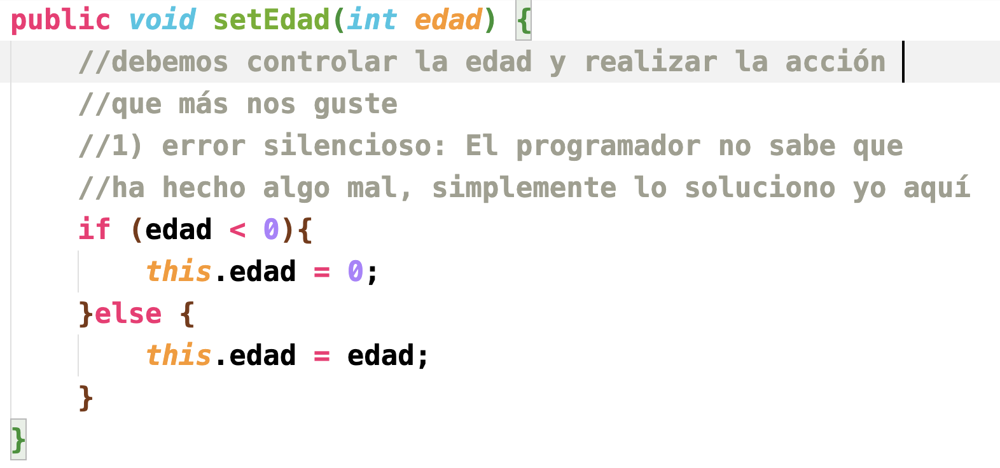 public void setEdad(int edad) {
//debemos controlar la edad y realizar la acción
//que más nos guste
//1) error silencioso: El programador no sabe que
//ha hecho algo mal, simplemente lo soluciono yo aquí
if (edad < 0){
this.edad = 0;
}else {
this.edad = edad;
}
}